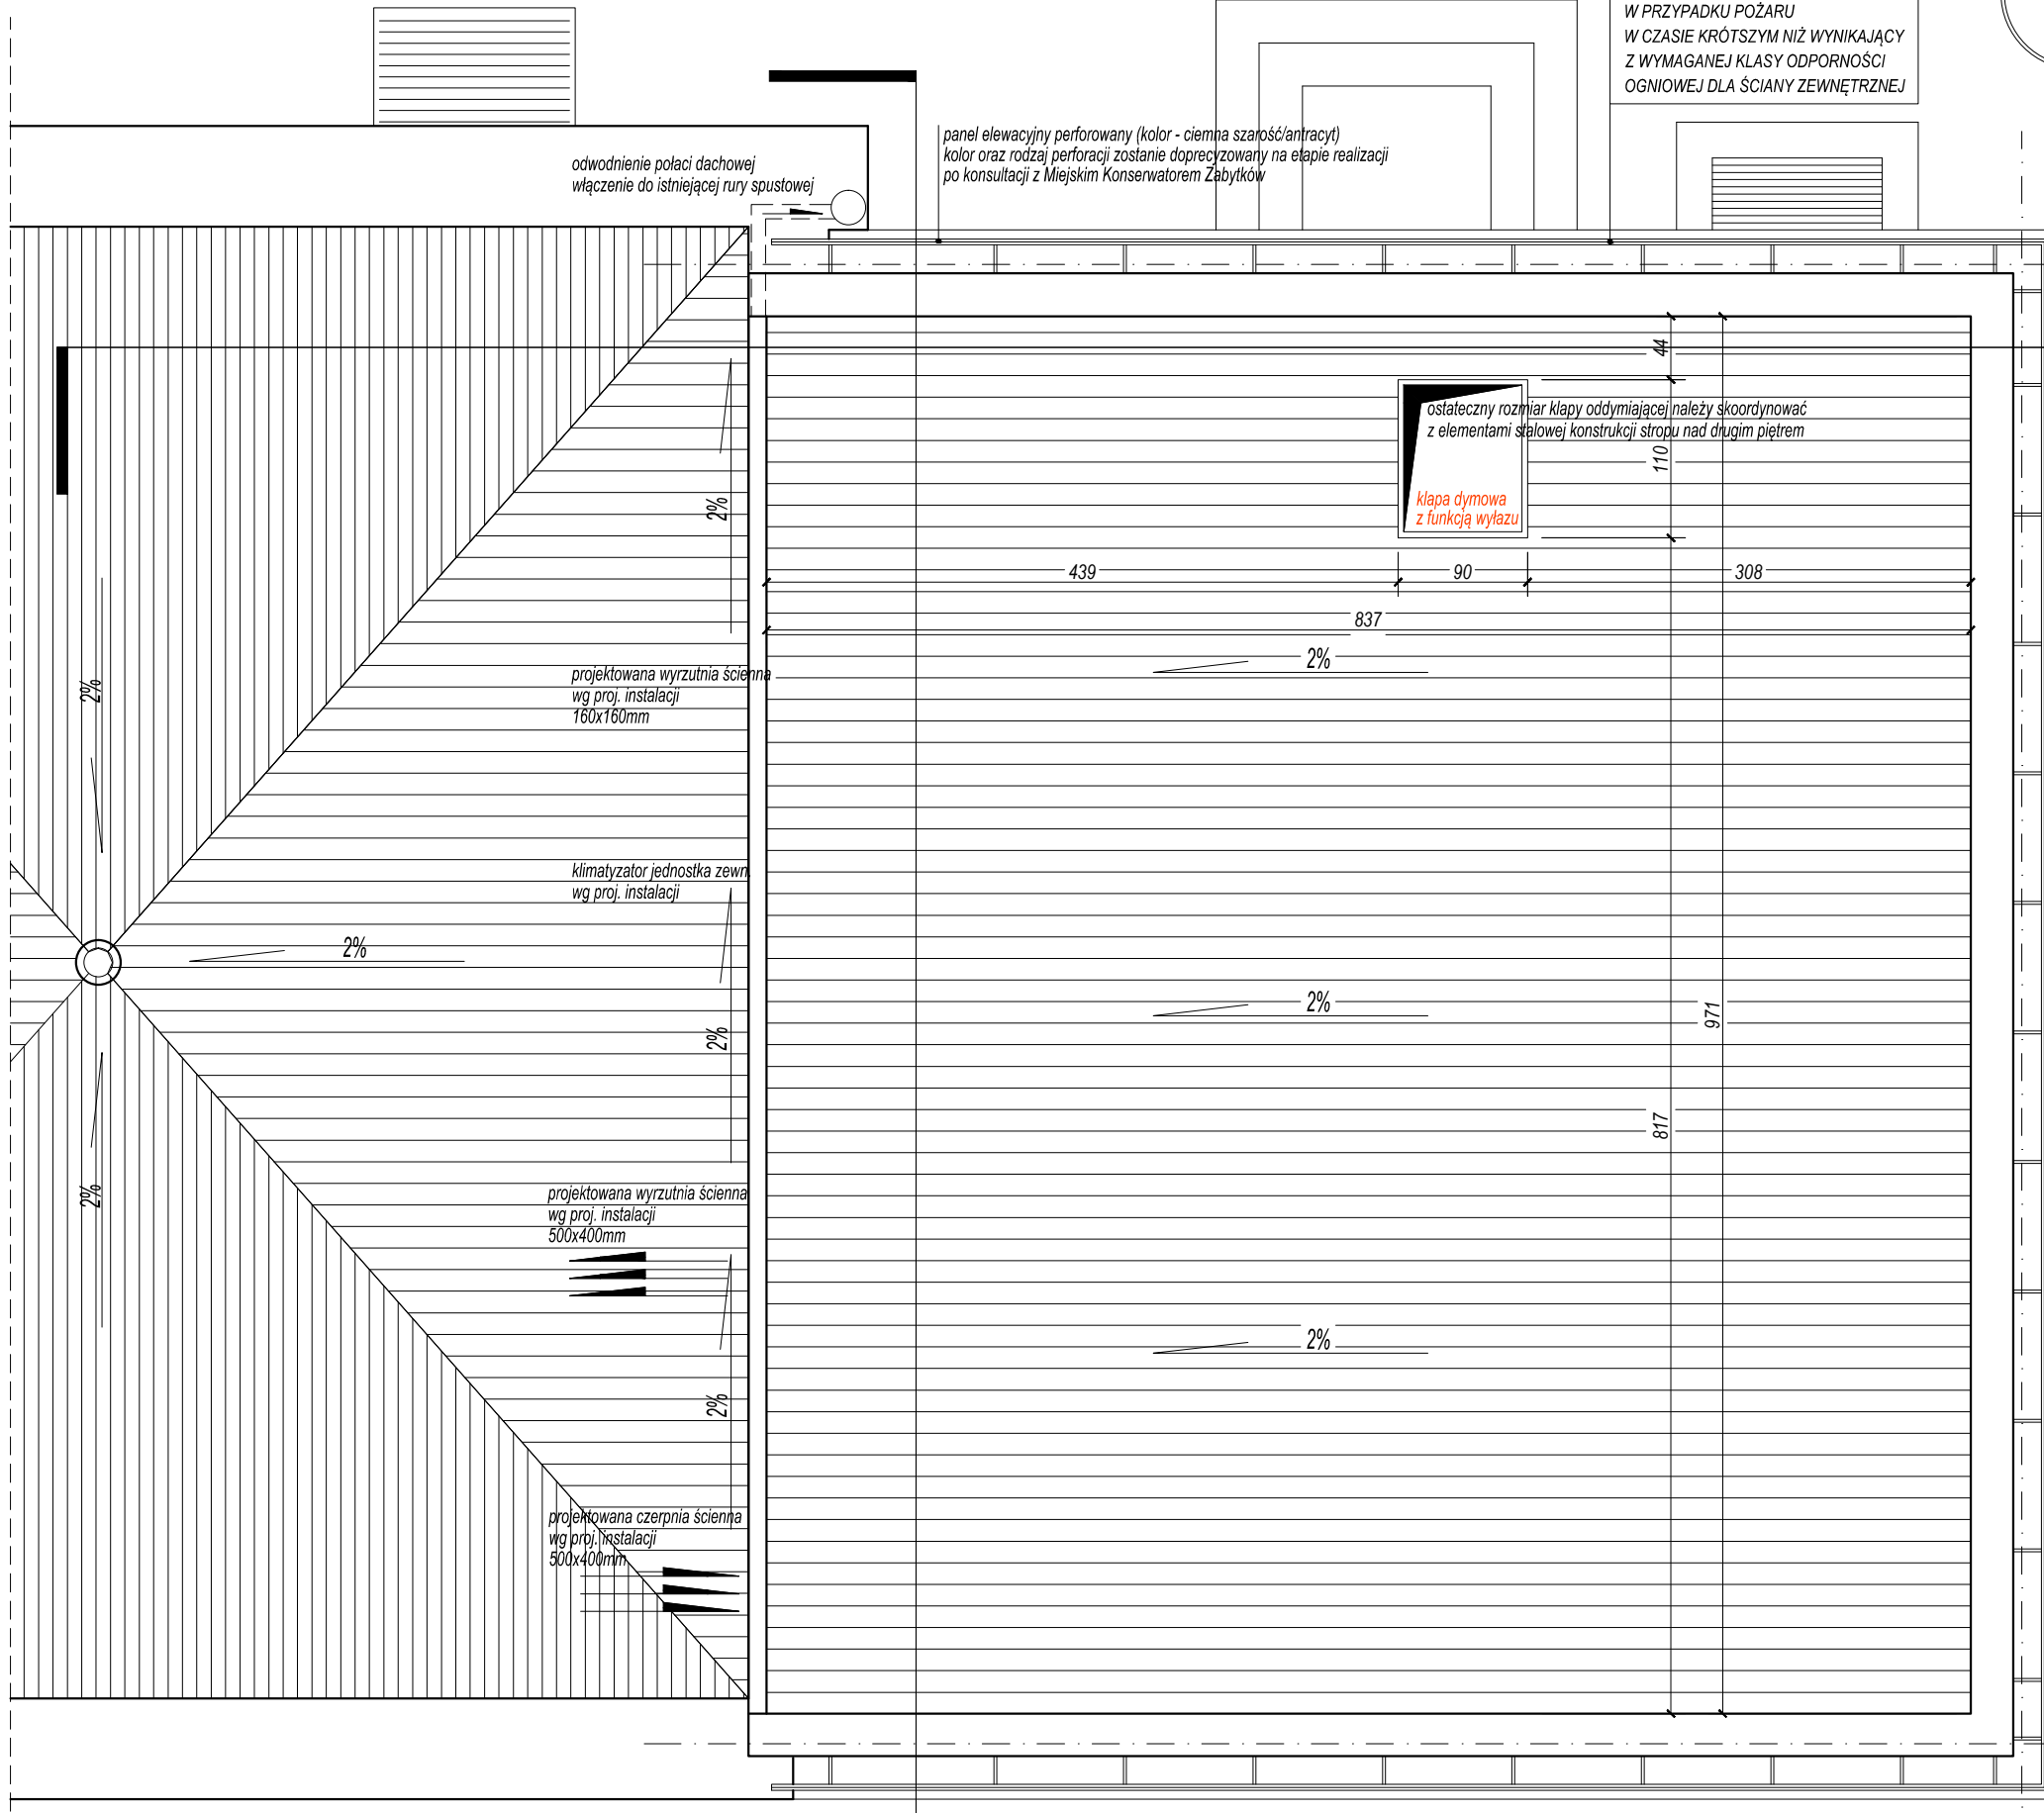 W PRZYPADKU POŻARU
W CZASIE KRÓTSZYM NIŻ WYNIKAJĄCY
Z WYMAGANEJ KLASY ODPORNOŚCI
OGNIOWEJ DLA ŚCIANY ZEWNĘTRZNEJ
panel elewacyjny perforowany (kolor - ciemna szarość/antracyt)
kolor oraz rodzaj perforacji zostanie doprecyzowany na etapie realizacji
po konsultacji z Miejskim Konserwatorem Zabytków
odwodnienie połaci dachowej
włączenie do istniejącej rury spustowej
44
ostateczny rozmiar klapy oddymiającej należy skoordynować
z elementami stalowej konstrukcji stropu nad drugim piętrem
110
klapa dymowa
z funkcją wyłazu
2%
439
90
308
837
2%
projektowana wyrzutnia ścienna
wg proj. instalacji
160x160mm
2%
klimatyzator jednostka zewn.
wg proj. instalacji
2%
2%
2%
971
817
projektowana wyrzutnia ścienna
wg proj. instalacji
500x400mm
2%
2%
2%
projektowana czerpnia ścienna
wg proj. instalacji
500x400mm